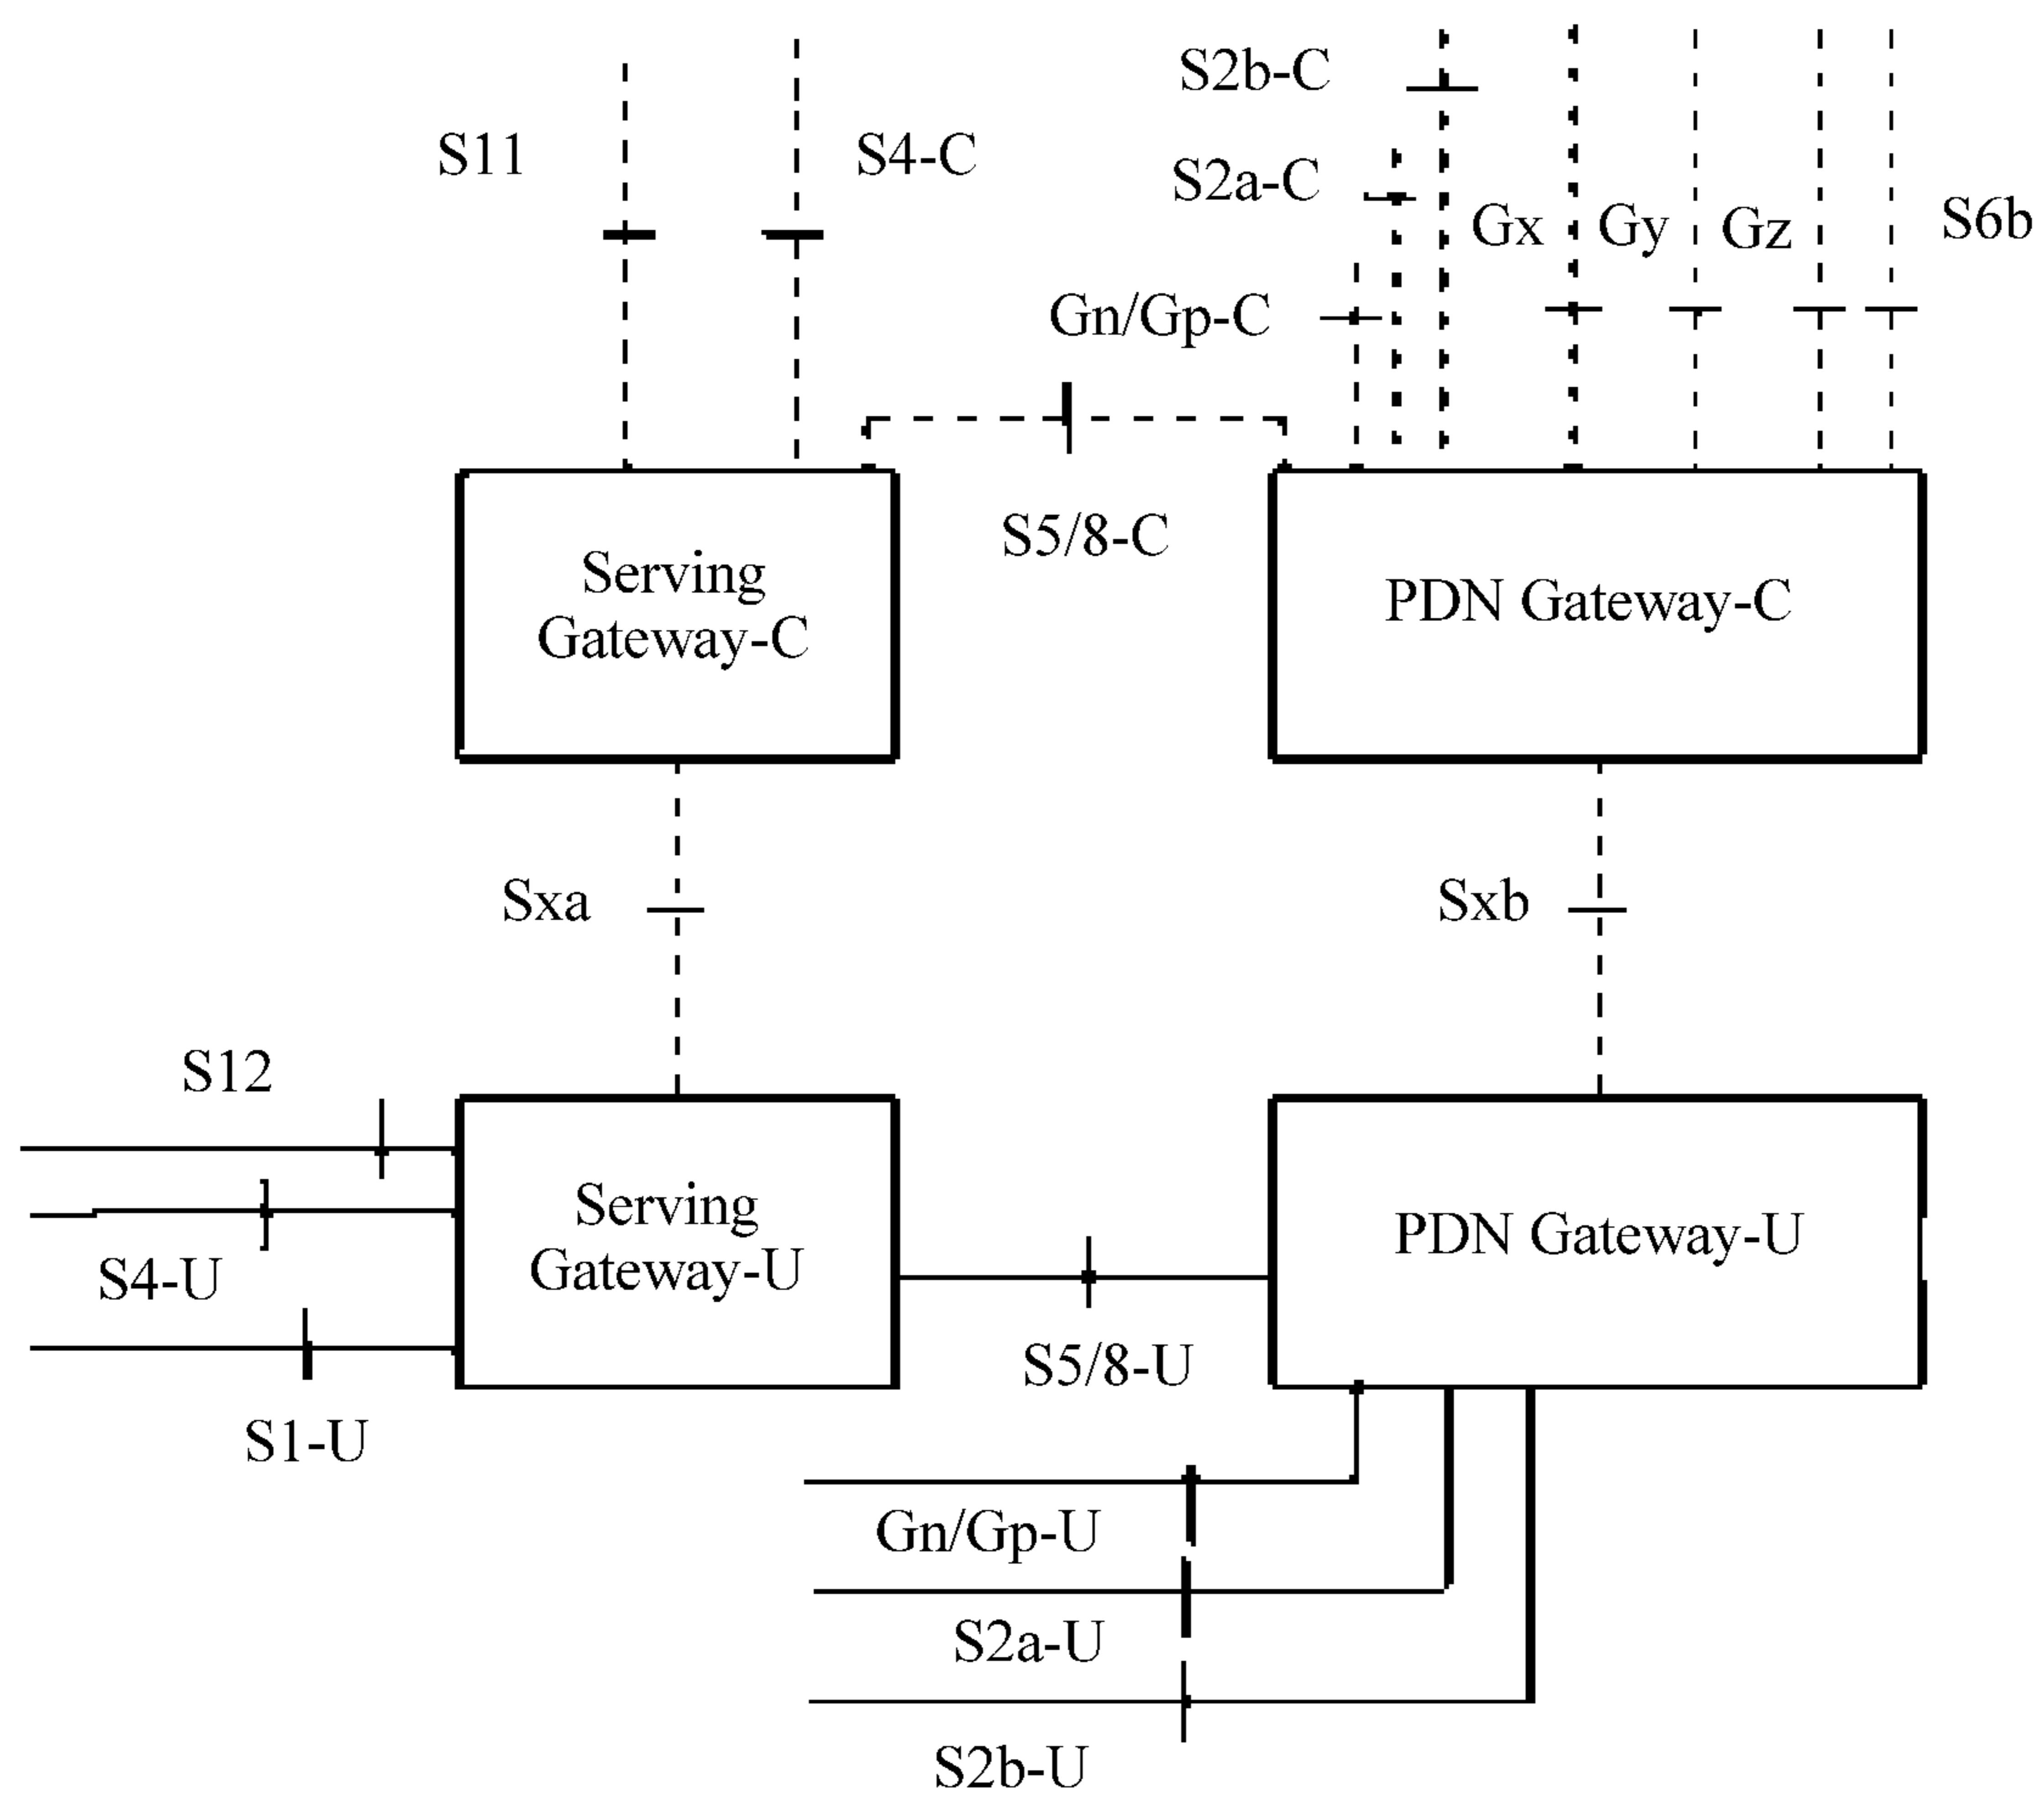 S2b-C
S11
S4-C
S2a-C
Gx
Gy
Gz
S6b
Gn/Gp-C
S5/8-C
Serving
Gateway-C
PDN Gateway-C
Sxa
Sxb
S12
Serving
Gateway-U
PDN Gateway-U
S4-U
S5/8-U
S1-U
Gn/Gp-U
S2a-U
S2b-U